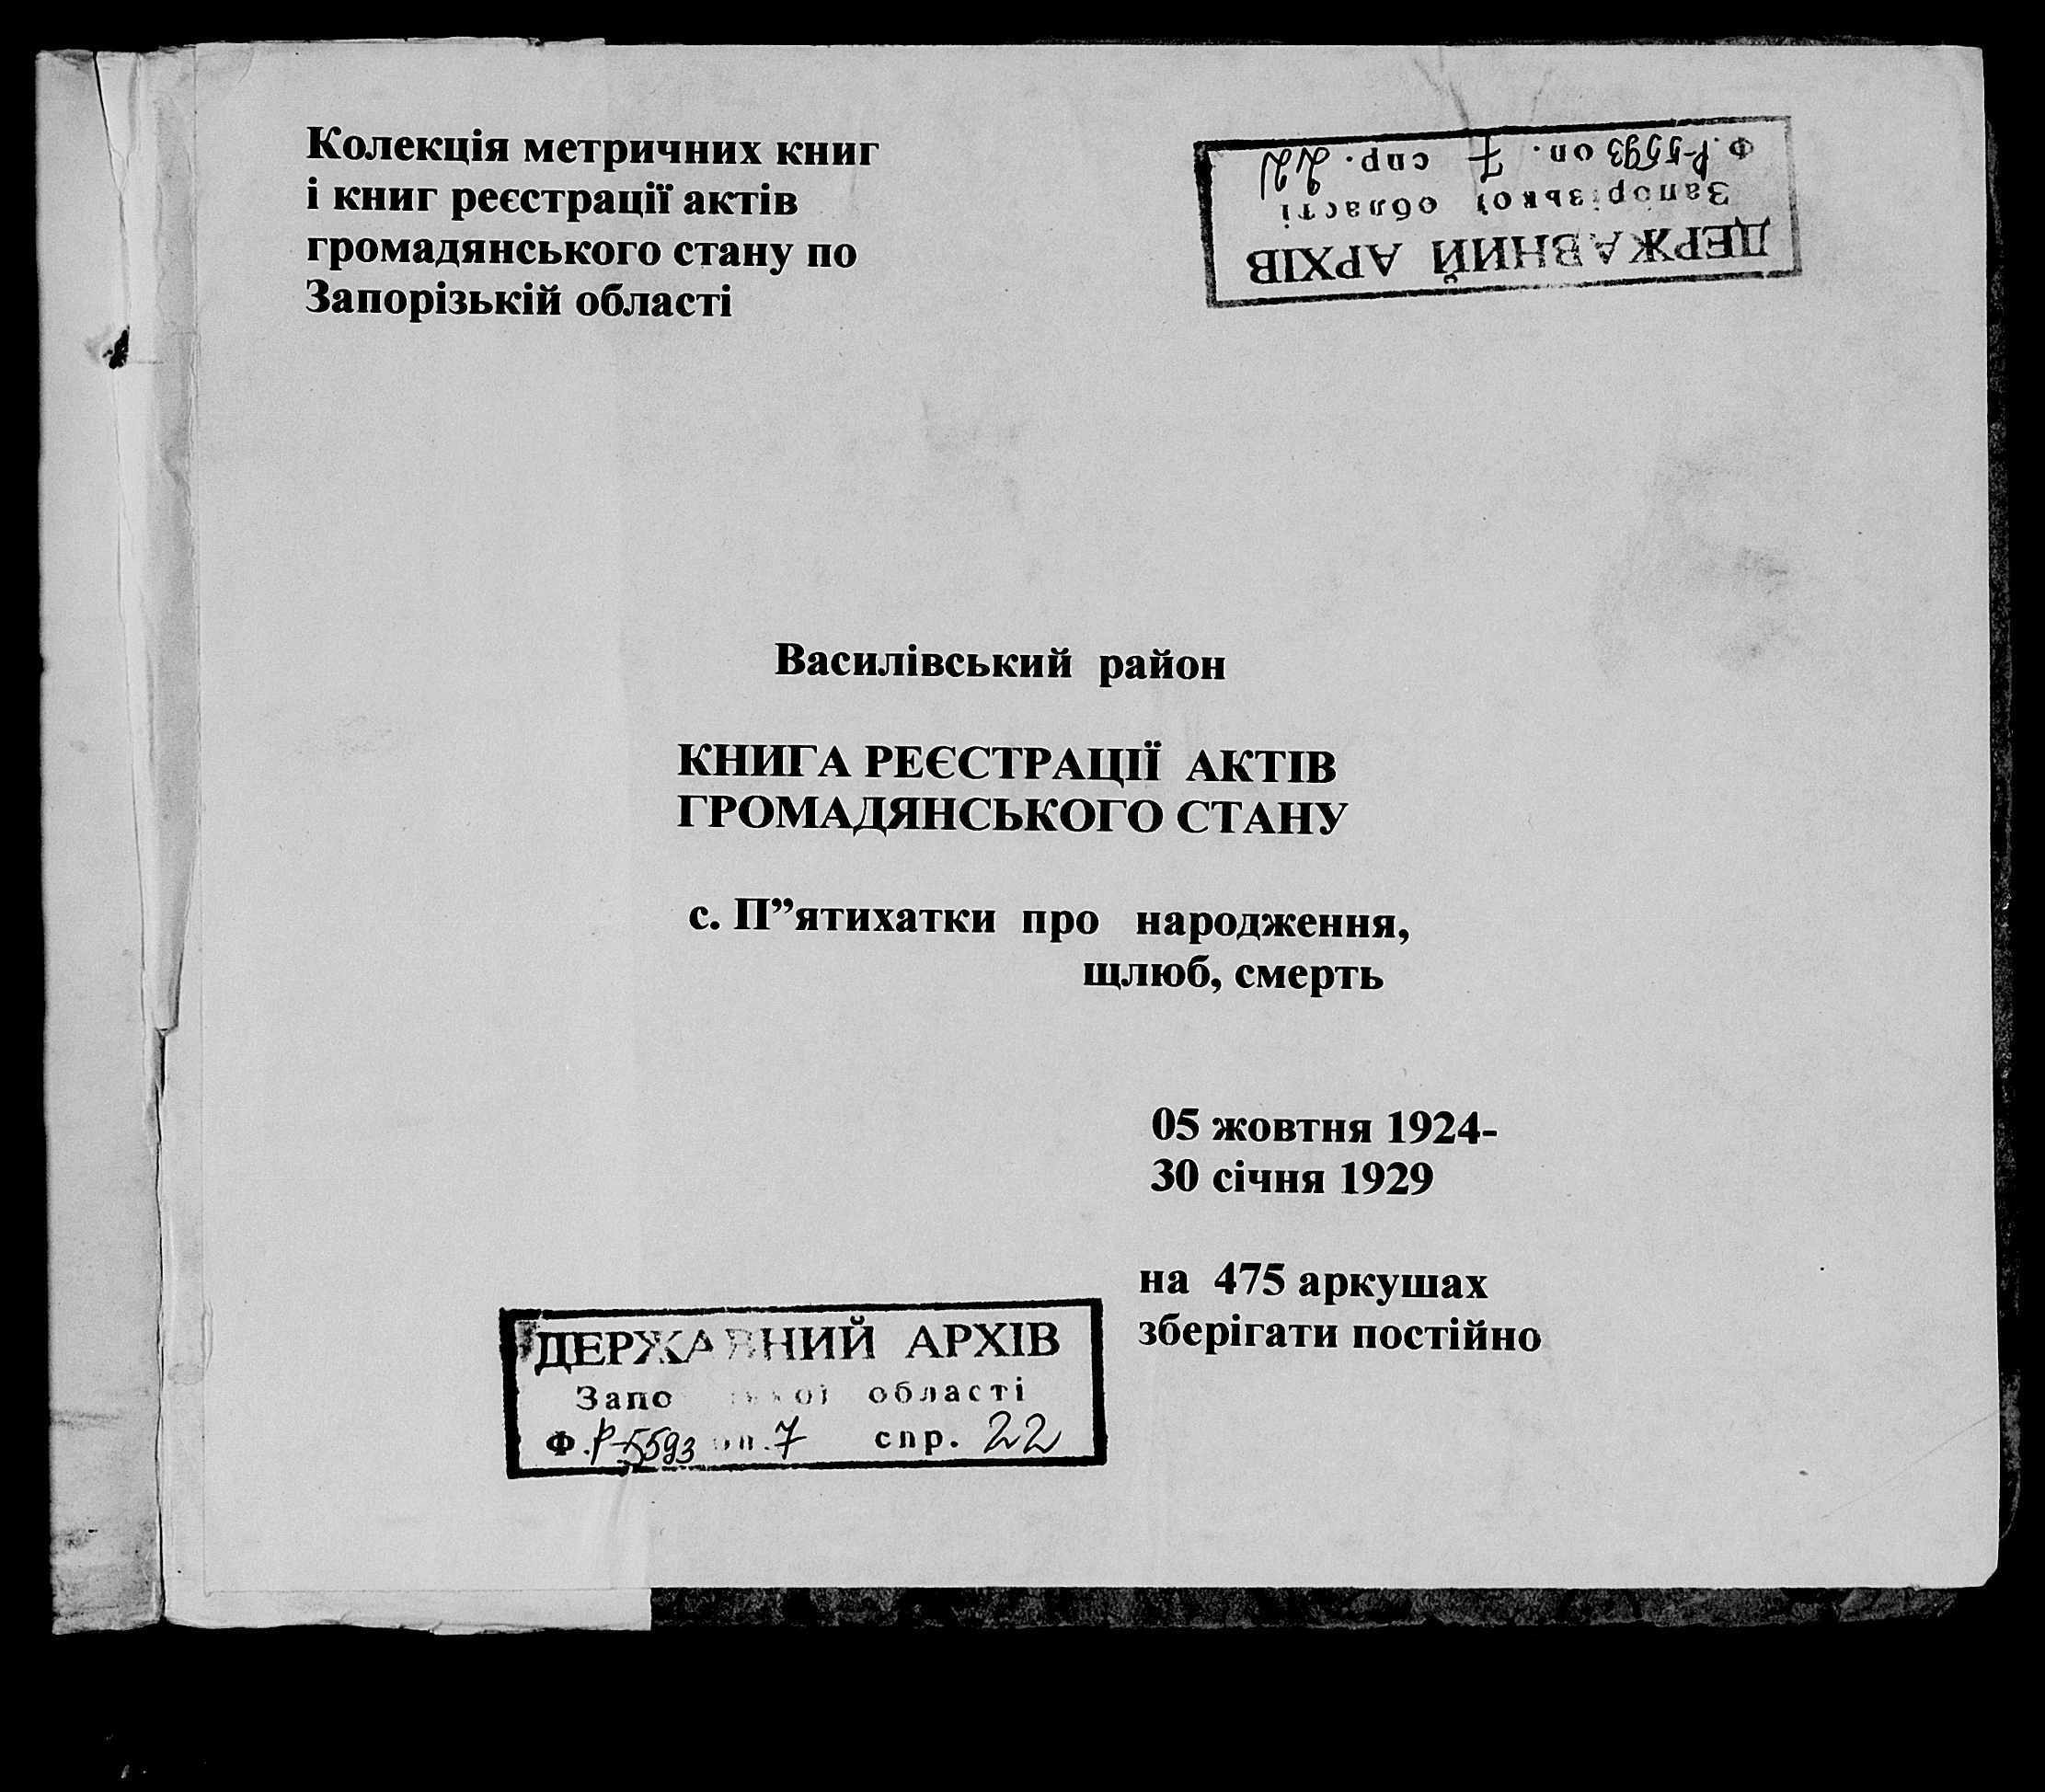 Колекція метричних книг
і книг реєстрації актів
громадянського стану по
Запорізькій області
ДЕРЖАВНИЙ АРХІВ
Запорізької області
Ф. Р-5593 оп. 7 спр. 22
Василівський район
КНИГА РЕЄСТРАЦІЇ АКТІВ
ГРОМАДЯНСЬКОГО СТАНУ
с. П”ятихатки про народження,
щлюб, смерть
05 жовтня 1924-
30 січня 1929
на 475 аркушах
зберігати постійно
ДЕРЖАВНИЙ АРХІВ
Запо кої області
Ф. Р-5593 оп. 7 спр. 22